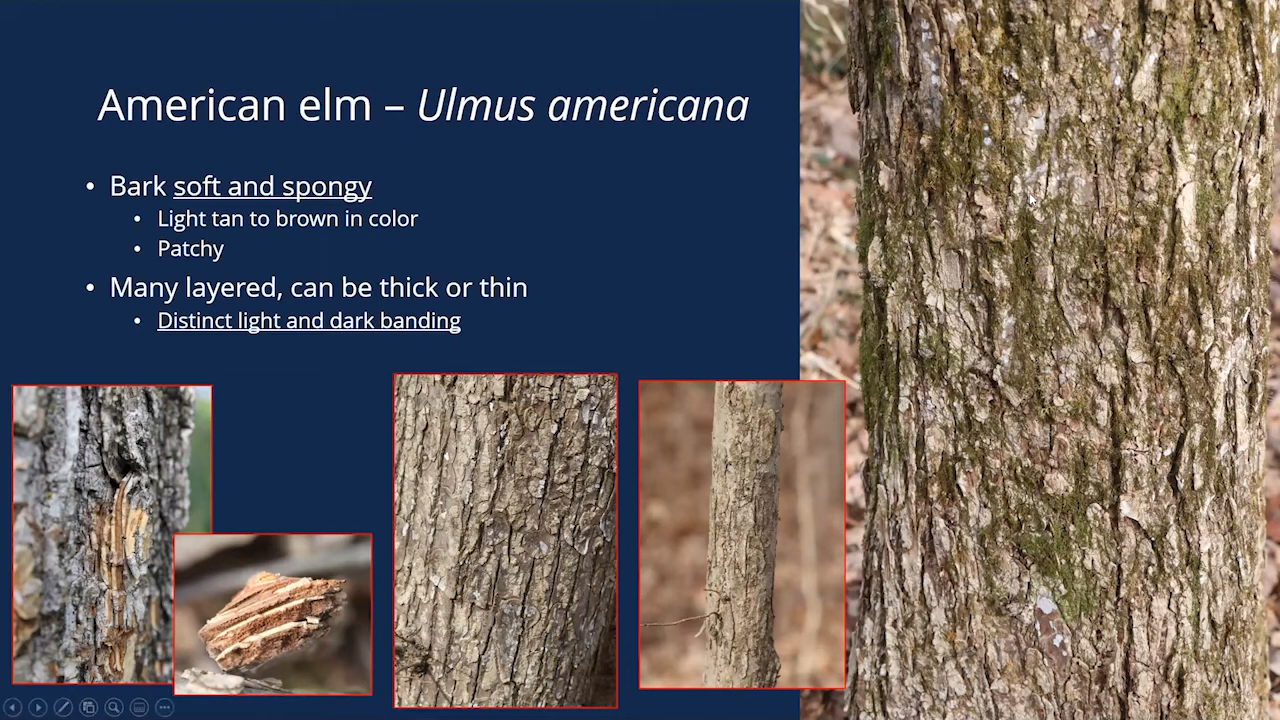 American elm – Ulmus americana
• Bark soft and spongy
• Light tan to brown in color
• Patchy
• Many layered, can be thick or thin
• Distinct light and dark banding